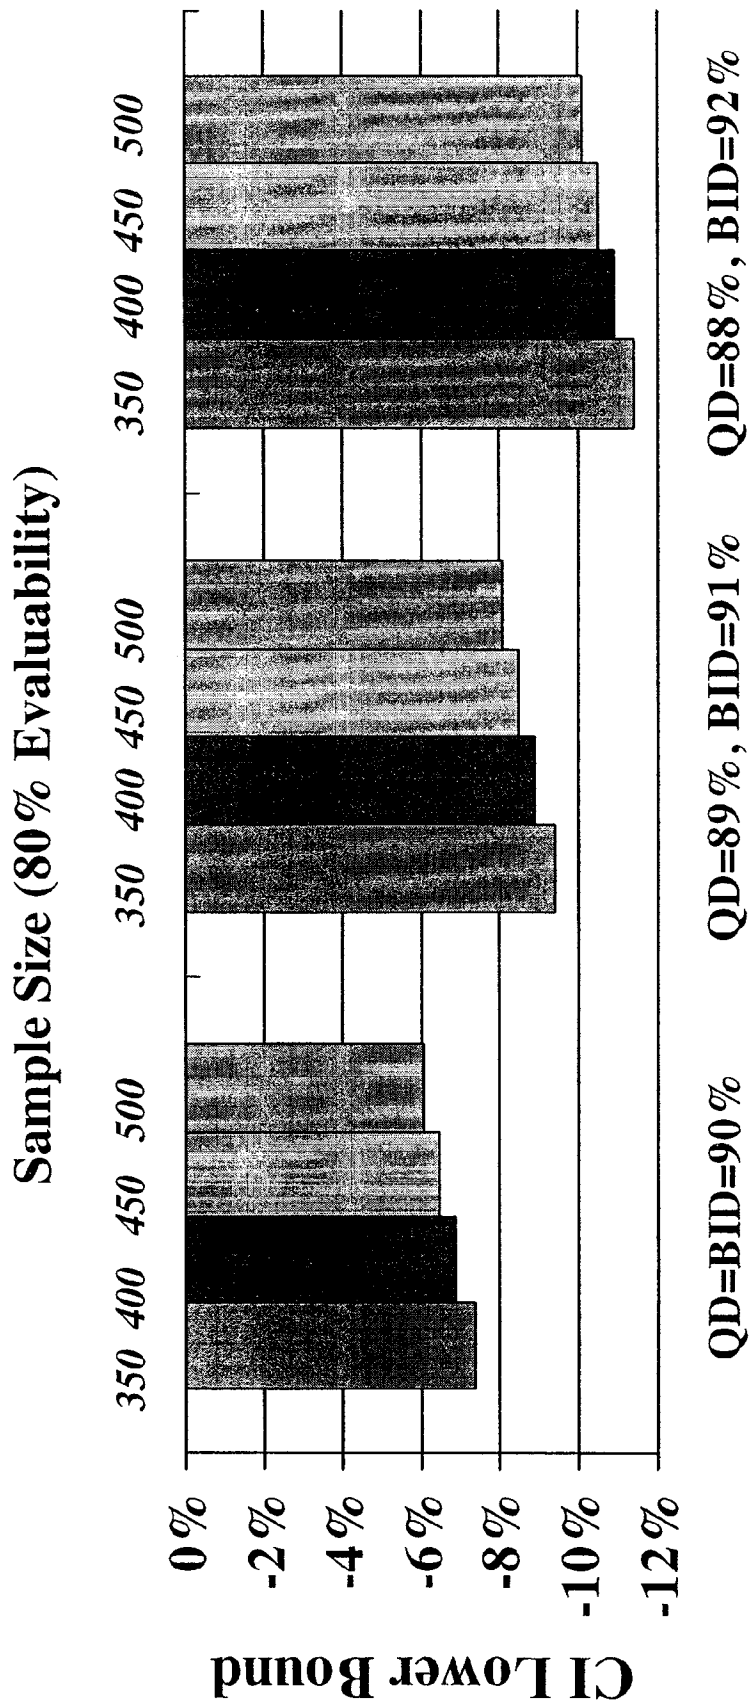 Sample Size (80% Evaluability)
350 400 450 500 350 400 450 500 350 400 450 500
0%
-2%
-4%
-6%
-8%
-10%
-12%
CI Lower Bound
QD=BID=90% QD=89%, BID=91% QD=88%, BID=92%